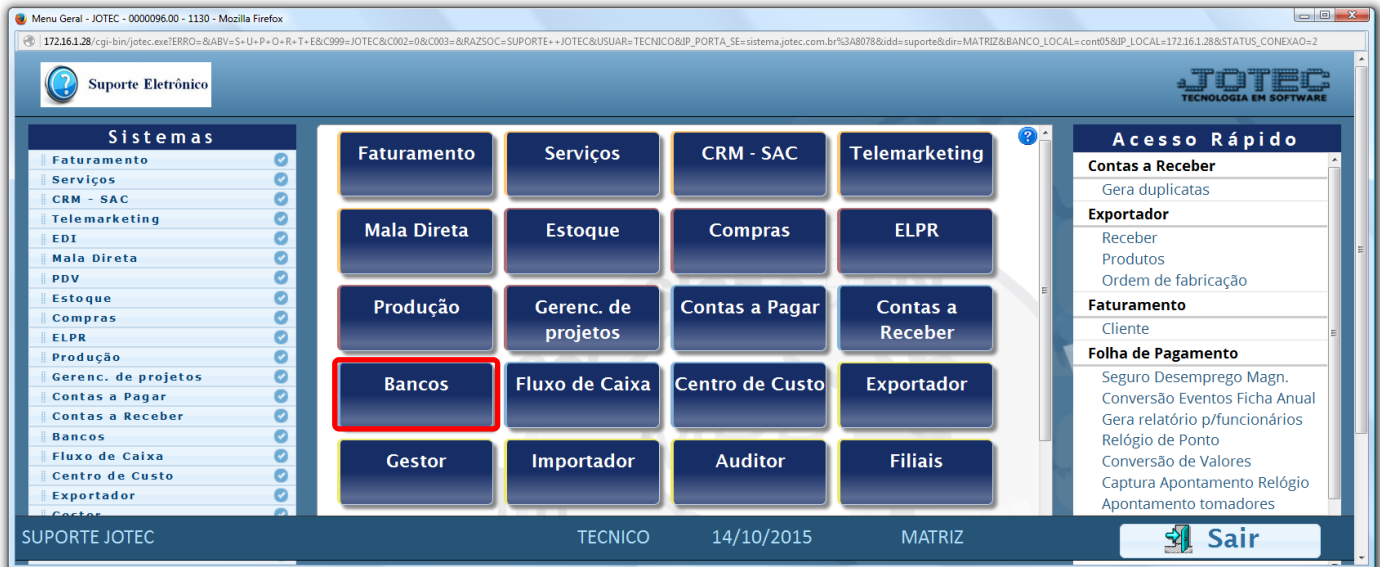 Menu Geral - JOTEC - 0000096.00 - 1130 - Mozilla Firefox
172.16.1.28/cgi-bin/jotec.exe?ERRO=&ABV=S+U+P+O+R+T+E&C999=JOTEC&C002=0&C003=&RAZSOC=SUPORTE++JOTEC&USUAR=TECNICO&IP_PORTA_SE=sistema.jotec.com.br%3A8078&idd=suporte&dir=MATRIZ&BANCO_LOCAL=cont05&IP_LOCAL=172.16.1.28&STATUS_CONEXAO=2
Suporte Eletrônico
JOTEC
TECNOLOGIA EM SOFTWARE
Sistemas
Faturamento
Serviços
CRM - SAC
Telemarketing
EDI
Mala Direta
PDV
Estoque
Compras
ELPR
Produção
Gerenc. de projetos
Contas a Pagar
Contas a Receber
Bancos
Fluxo de Caixa
Centro de Custo
Exportador
Gestor
Faturamento
Serviços
CRM - SAC
Telemarketing
Mala Direta
Estoque
Compras
ELPR
Produção
Gerenc. de
projetos
Contas a Pagar
Contas a
Receber
Bancos
Fluxo de Caixa
Centro de Custo
Exportador
Gestor
Importador
Auditor
Filiais
Acesso Rápido
Contas a Receber
Gera duplicatas
Exportador
Receber
Produtos
Ordem de fabricação
Faturamento
Cliente
Folha de Pagamento
Seguro Desemprego Magn.
Conversão Eventos Ficha Anual
Gera relatório p/funcionários
Relógio de Ponto
Conversão de Valores
Captura Apontamento Relógio
Apontamento tomadores
SUPORTE JOTEC
TECNICO
14/10/2015
MATRIZ
Sair